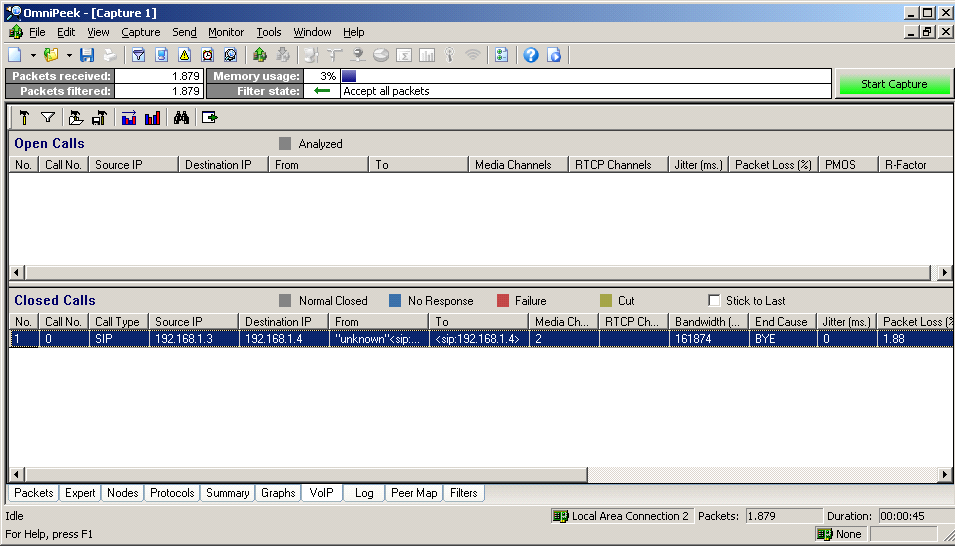 OmniPeek - [Capture 1]
File Edit View Capture Send Monitor Tools Window Help
Packets received: 1.879 Memory usage: 3%
Packets filtered: 1.879 Filter state: Accept all packets
Start Capture
Open Calls Analyzed
No. Call No. Source IP Destination IP From To Media Channels RTCP Channels Jitter (ms.) Packet Loss (%) PMOS R-Factor
Closed Calls Normal Closed No Response Failure Cut Stick to Last
No. Call No. Call Type Source IP Destination IP From To Media Ch... RTCP Ch... Bandwidth (... End Cause Jitter (ms.) Packet Loss (%
1 0 SIP 192.168.1.3 192.168.1.4 "unknown"<sip:... <sip:192.168.1.4> 2 161874 BYE 0 1.88
Packets Expert Nodes Protocols Summary Graphs VoIP Log Peer Map Filters
Idle Local Area Connection 2 Packets: 1.879 Duration: 00:00:45
For Help, press F1 None